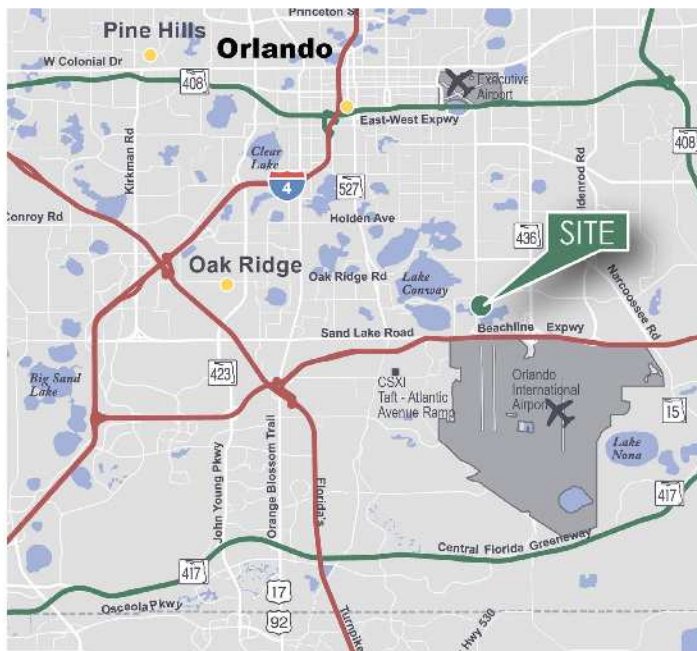 Princeton S
Pine Hills
Orlando
W Colonial Dr
408
Executive
Airport
East-West Expwy
408
Kirkman Rd
Clear
Lake
4
527
Idenrod Rd
Conroy Rd
Holden Ave
436
SITE
Oak Ridge
Oak Ridge Rd
Lake
Conway
Narcoossee Rd
Sand Lake Road
Beachline Expwy
Big Sand
Lake
423
CSXI
Taft - Atlantic
Avenue Ramp
Orlando
International
Airport
15
Lake
Nona
John Young Pkwy
Orange Blossom Trail
Florida's
Turnpike
417
Central Florida Greeneway
417
Osceola Pkwy
17
92
Hwy 530